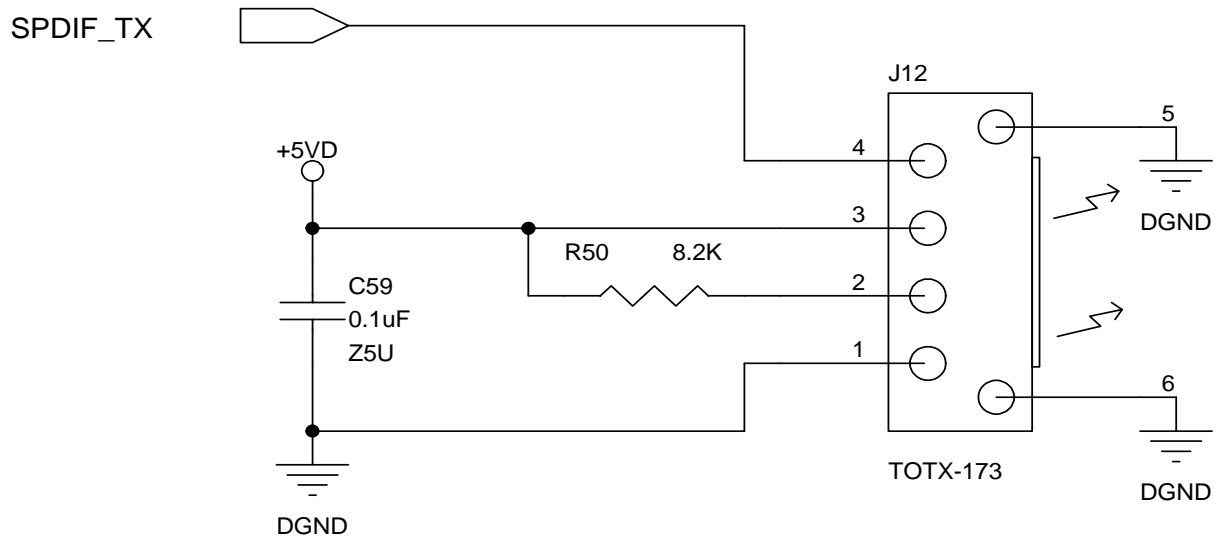 SPDIF_TX
J12
5
4
+5VD
3
DGND
R50 8.2K
C59
2
0.1uF
Z5U
1
6
TOTX-173
DGND
DGND